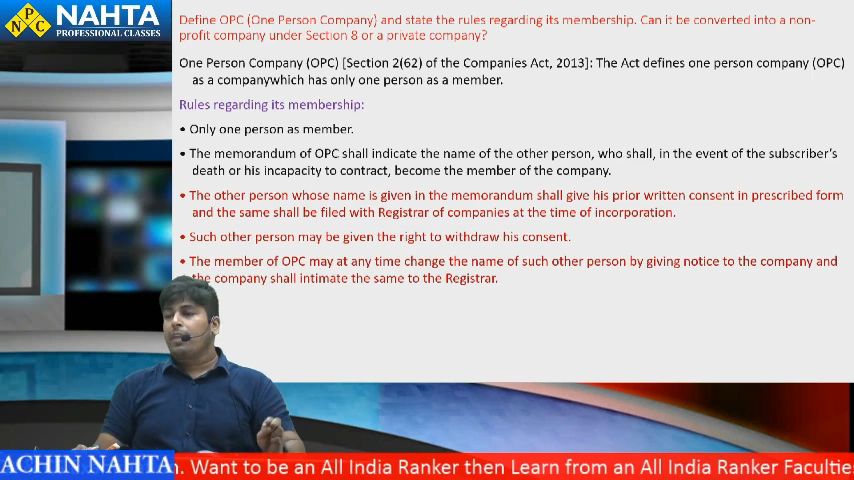 NPC
NAHTA
PROFESSIONAL CLASSES
Define OPC (One Person Company) and state the rules regarding its membership. Can it be converted into a non-
profit company under Section 8 or a private company?
One Person Company (OPC) [Section 2(62) of the Companies Act, 2013]: The Act defines one person company (OPC)
as a companywhich has only one person as a member.
Rules regarding its membership:
• Only one person as member.
• The memorandum of OPC shall indicate the name of the other person, who shall, in the event of the subscriber's
death or his incapacity to contract, become the member of the company.
• The other person whose name is given in the memorandum shall give his prior written consent in prescribed form
and the same shall be filed with Registrar of companies at the time of incorporation.
• Such other person may be given the right to withdraw his consent.
• The member of OPC may at any time change the name of such other person by giving notice to the company and
the company shall intimate the same to the Registrar.
ACHIN NAHTA
. Want to be an All India Ranker then Learn from an All India Ranker Facultie